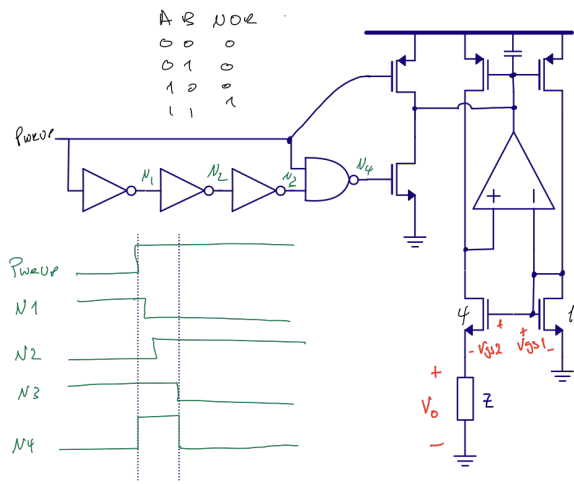 A B NOR
0 0 0
0 1 0
1 0 0
1 1 1
PWRUP
N1
N2
N2
N4
+
-
4
1
- Vgs2 +
+ Vgs1 -
+
Vo
-
Z
PWRUP
N1
N2
N3
N4